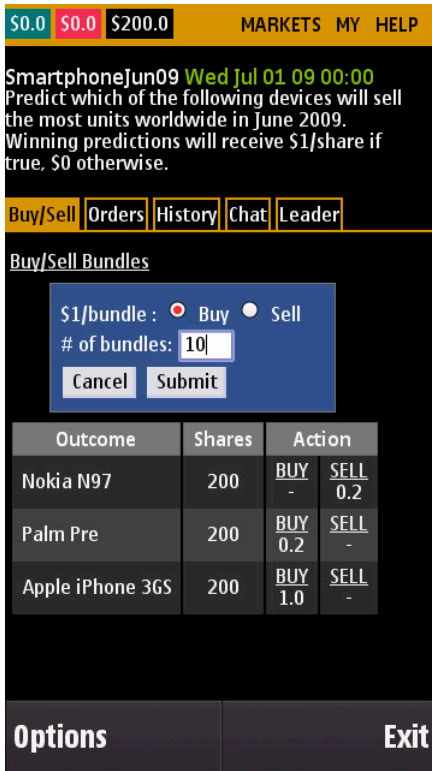 $0.0 $0.0 $200.0 MARKETS MY HELP
SmartphoneJun09 Wed Jul 01 09 00:00
Predict which of the following devices will sell
the most units worldwide in June 2009.
Winning predictions will receive $1/share if
true, $0 otherwise.
Buy/Sell Orders History Chat Leader
Buy/Sell Bundles
$1/bundle : Buy Sell
# of bundles: 10
Cancel Submit
Outcome Shares Action
Nokia N97 200 BUY SELL
- 0.2
Palm Pre 200 BUY SELL
0.2 -
Apple iPhone 3GS 200 BUY SELL
1.0 -
Options Exit